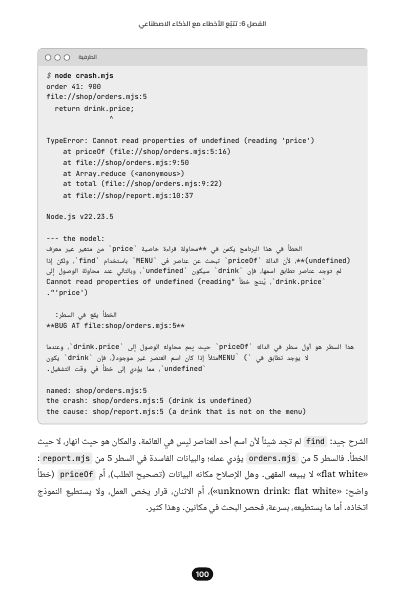 الفصل 6: تتبّع الأخطاء مع الذكاء الاصطناعي
الطرفية
$ node crash.mjs
order 41: 900
file://shop/orders.mjs:5
return drink.price;
^
TypeError: Cannot read properties of undefined (reading 'price')
at priceOf (file://shop/orders.mjs:5:16)
at file://shop/orders.mjs:9:50
at Array.reduce (<anonymous>)
at total (file://shop/orders.mjs:9:22)
at file://shop/report.mjs:10:37
Node.js v22.23.5
--- the model:
الخطأ في هذا البرنامج يكمن في **محاولة قراءة خاصية `price` من متغير غير معرف
(undefined)**. لأن الدالة `priceOf` تبحث عن عناصر في `MENU` باستخدام `find`، ولكن إذا
لم توجد عناصر تطابق اسمها، فإن `drink` سيكون `undefined`، وبالتالي عند محاولة الوصول إلى
`drink.price`، يُنتج خطأ "Cannot read properties of undefined (reading
'price')".
الخطأ يقع في السطر:
**BUG AT file:shop/orders.mjs:5**
هذا السطر هو أول سطر في الدالة `priceOf` حيث يتم محاولة الوصول إلى `drink.price`، وعندما
لا يوجد تطابق في `MENU` (مثلاً إذا كان اسم العنصر غير موجود)، فإن `drink` يكون
`undefined`، مما يؤدي إلى خطأ في وقت التشغيل.
named: shop/orders.mjs:5
the crash: shop/orders.mjs:5 (drink is undefined)
the cause: shop/report.mjs:5 (a drink that is not on the menu)
الشرح جيد: find لم تجد شيئاً لأن اسم أحد العناصر ليس في القائمة. والمكان هو حيث انهار، لا حيث
الخطأ. فالسطر 5 من orders.mjs يؤدي عمله؛ والبيانات الفاسدة في السطر 5 من report.mjs:
«flat white» لا يبيعه المقهى. وهل الإصلاح مكانه البيانات (تصحيح الطلب)، أم priceOf (خطأ
واضح: «unknown drink: flat white»)، أم الاثنان، قرار يخص العمل، ولا يستطيع النموذج
اتخاذه. أما ما يستطيعه، بسرعة، فحصر البحث في مكانين. وهذا كثير.
100